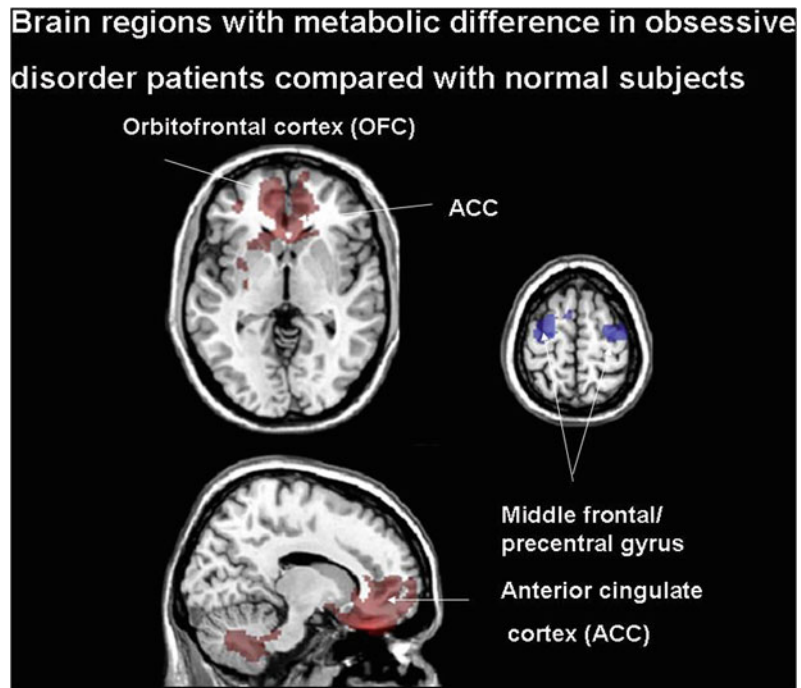 Brain regions with metabolic difference in obsessive
disorder patients compared with normal subjects
Orbitofrontal cortex (OFC)
ACC
Middle frontal/
precentral gyrus
Anterior cingulate
cortex (ACC)